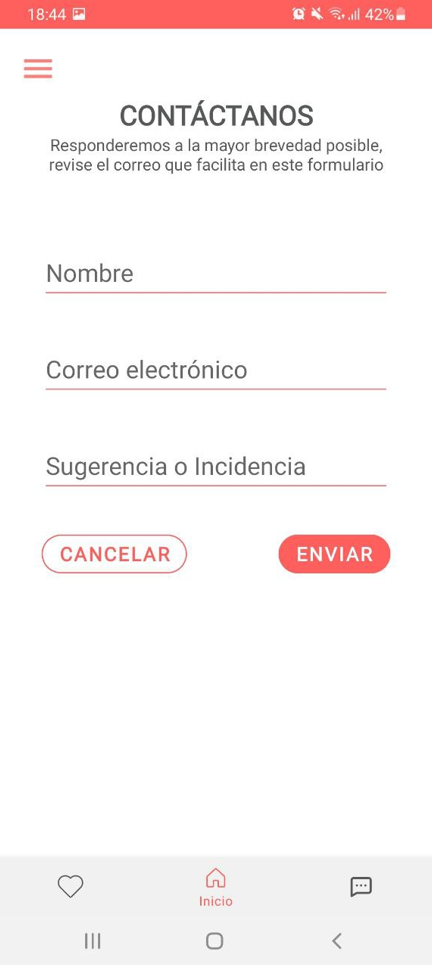 18:44 42%
CONTÁCTANOS
Responderemos a la mayor brevedad posible,
revise el correo que facilita en este formulario
Nombre
Correo electrónico
Sugerencia o Incidencia
CANCELAR ENVIAR
Inicio